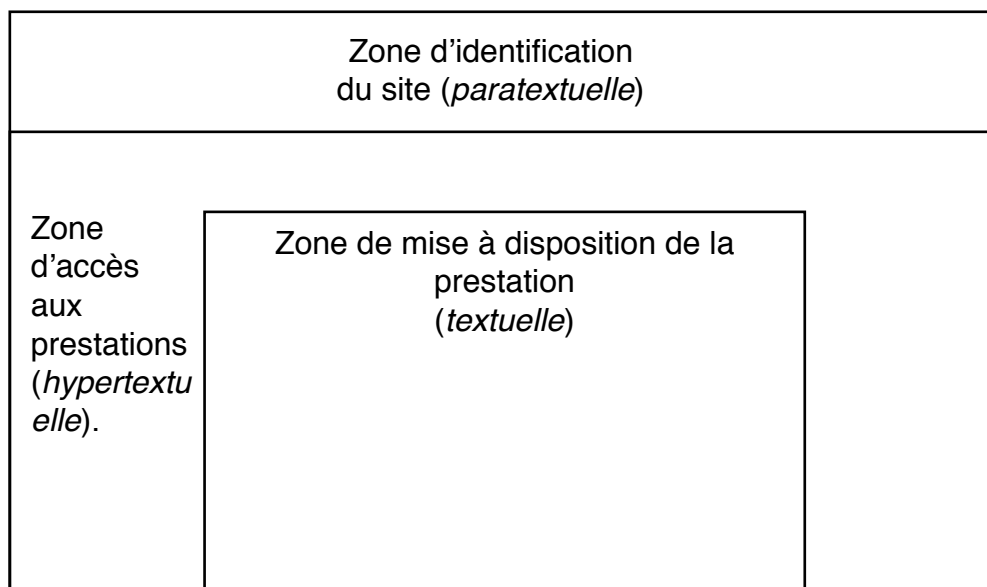 Zone d’identification
du site (paratextuelle)
Zone
d’accès
aux
prestations
(hypertextu
elle).
Zone de mise à disposition de la
prestation
(textuelle)